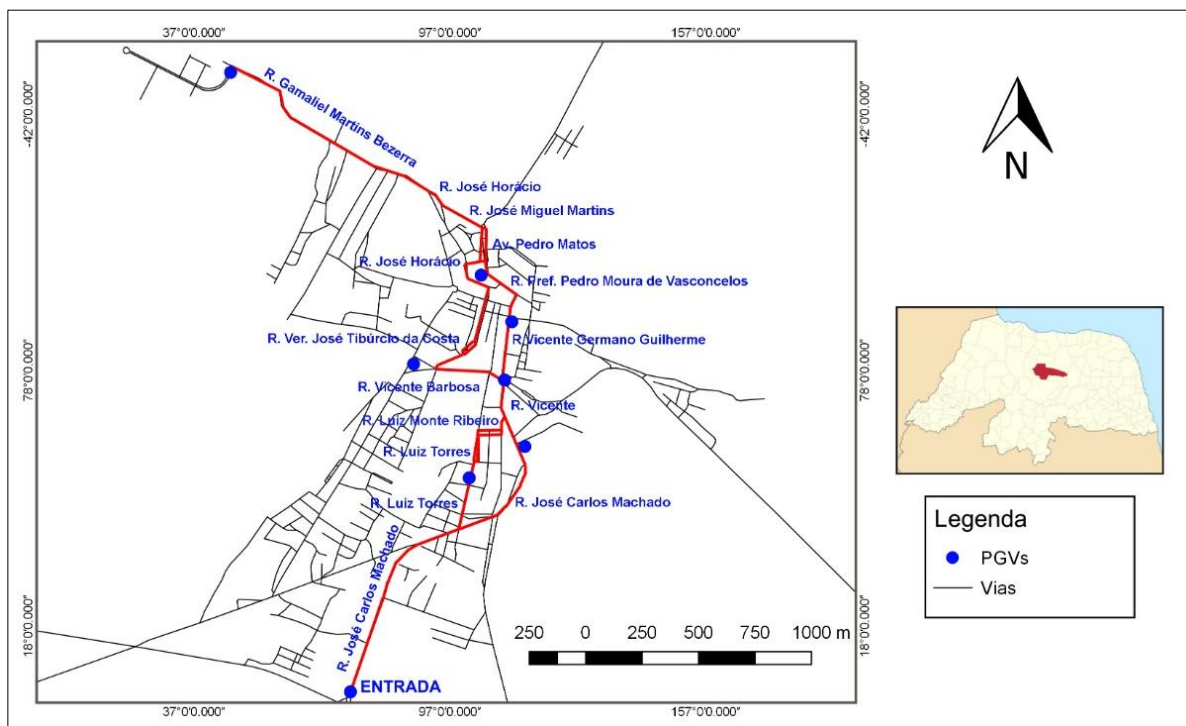 37°0'0.000" 97°0'0.000" 157°0'0.000"
-42°0'0.000" -42°0'0.000"
R. Gamaliel Martins Bezerra
R. José Horácio
R. José Miguel Martins
Av. Pedro Matos
R. José Horácio
R. Pref. Pedro Moura de Vasconcelos
R. Ver. José Tibúrcio da Costa
R.Vicente Germano Guilherme
78°0'0.000" 78°0'0.000"
R. Vicente Barbosa
R. Vicente
R. Luiz Monte Ribeiro
R. Luiz Torres
R. Luiz Torres
R. José Carlos Machado
R. José Carlos Machado
18°0'0.000" 18°0'0.000"
250 0 250 500 750 1000 m
ENTRADA
37°0'0.000" 97°0'0.000" 157°0'0.000"
N
Legenda
PGVs
Vias